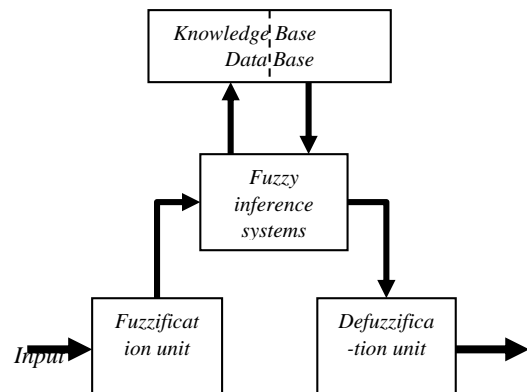 Knowledge Base
Data Base
Fuzzy
inference
systems
Fuzzificat
ion unit
Defuzzifica
-tion unit
Input